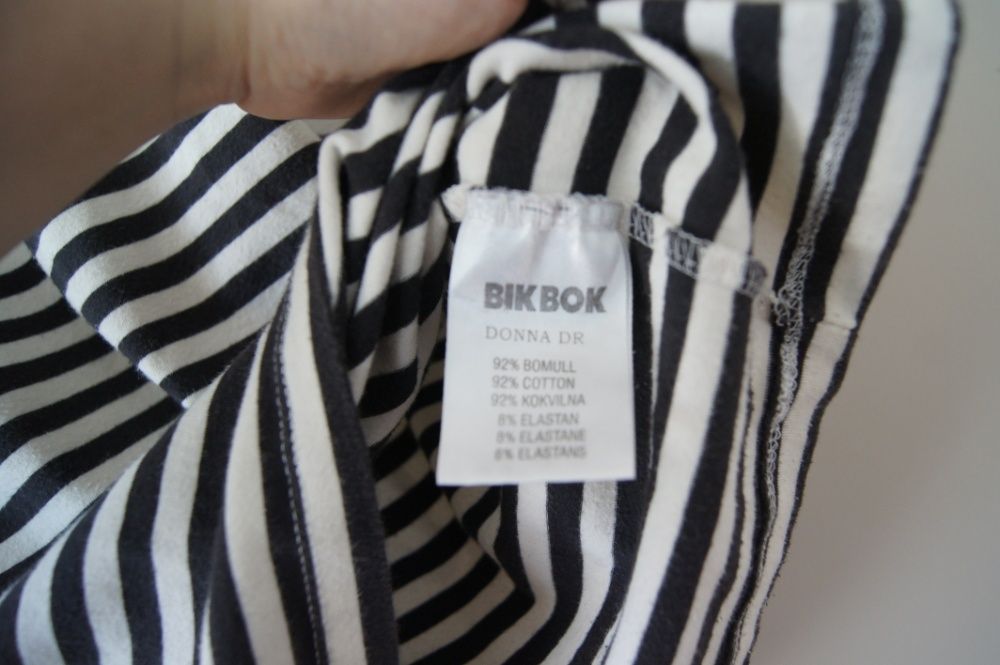 BIKBOK
DONNA DR
92% BOMULL
92% COTTON
92% KOKVILNA
8% ELASTAN
8% ELASTANE
8% ELASTANS